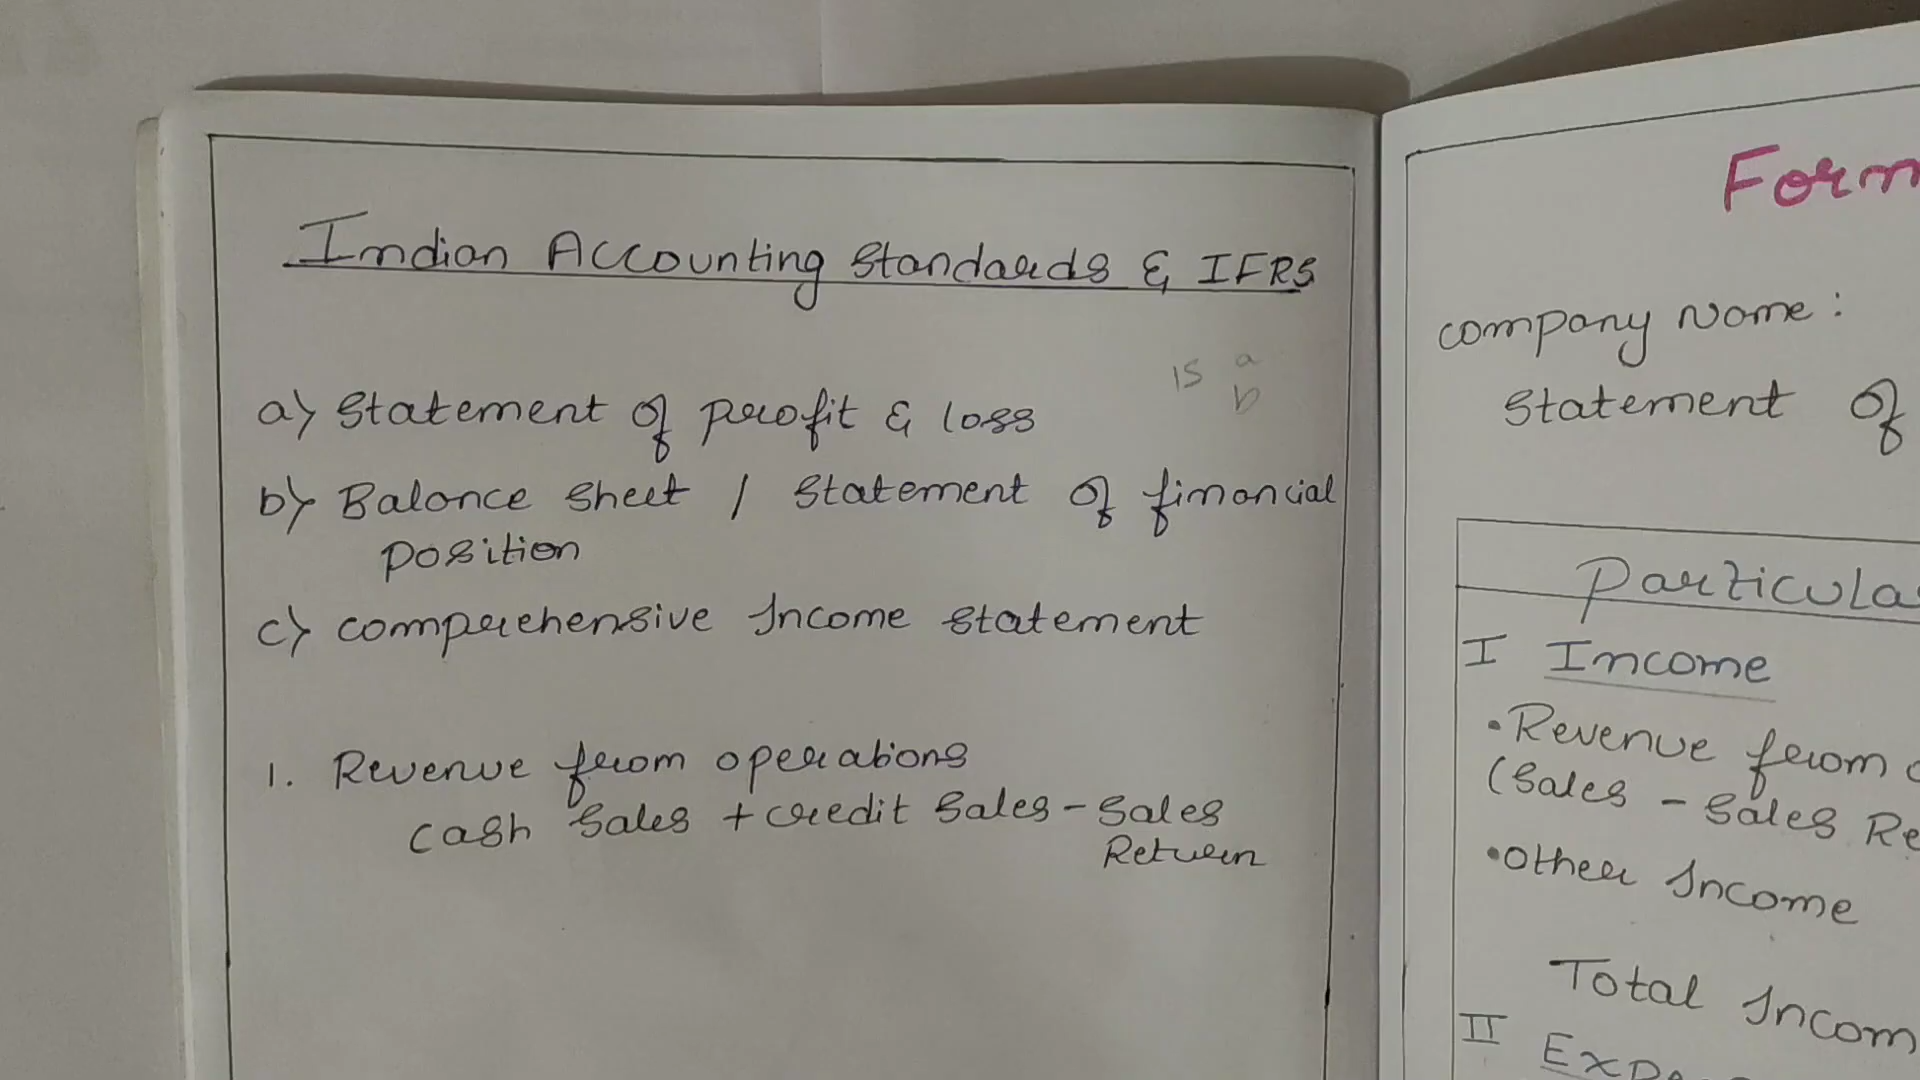 Indian Accounting Standards & IFRS
15 a
b
a) Statement of profit & loss
b) Balance Sheet / Statement of financial
position
c) comprehensive Income statement
1. Revenue from operations
cash Sales + credit Sales - Sales
Return
Form
company Name :
Statement of
Particula
I Income
• Revenue from
(Sales - Sales Re
• Other Income
Total Incom
II